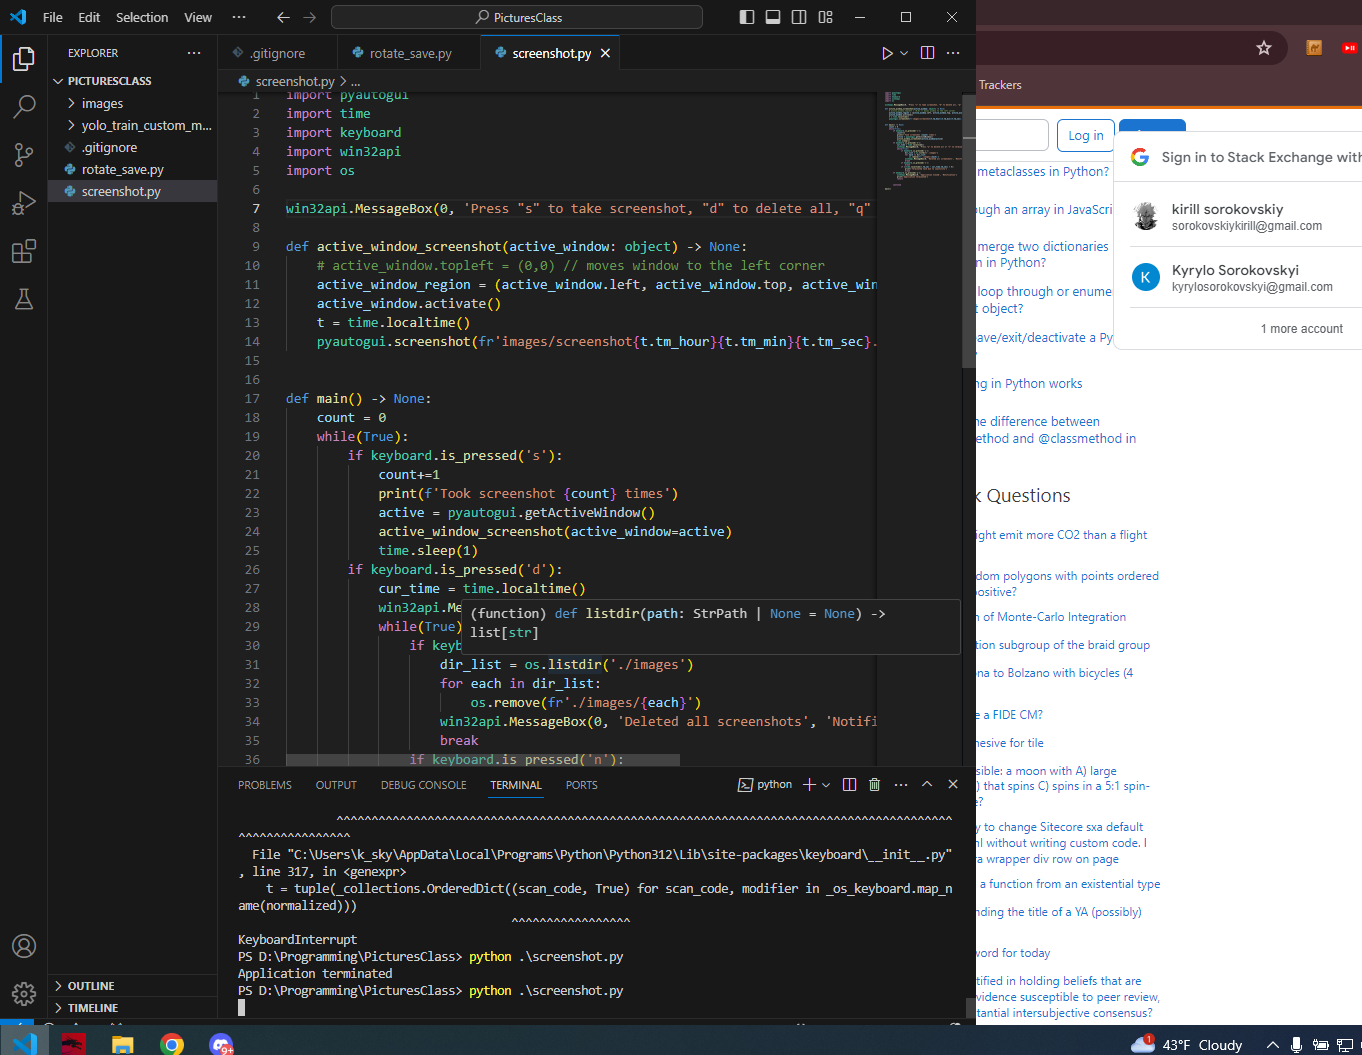 File Edit Selection View ··· PicturesClass
EXPLORER ···
PICTURESCLASS
images
yolo_train_custom_m...
.gitignore
rotate_save.py
screenshot.py
.gitignore rotate_save.py screenshot.py
screenshot.py > ...
1 import pyautogui
2 import time
3 import keyboard
4 import win32api
5 import os
6
7 win32api.MessageBox(0, 'Press "s" to take screenshot, "d" to delete all, "q"
8
9 def active_window_screenshot(active_window: object) -> None:
10 # active_window.topleft = (0,0) // moves window to the left corner
11 active_window_region = (active_window.left, active_window.top, active_win
12 active_window.activate()
13 t = time.localtime()
14 pyautogui.screenshot(fr'images/screenshot{t.tm_hour}{t.tm_min}{t.tm_sec}.
15
16
17 def main() -> None:
18 count = 0
19 while(True):
20 if keyboard.is_pressed('s'):
21 count+=1
22 print(f'Took screenshot {count} times')
23 active = pyautogui.getActiveWindow()
24 active_window_screenshot(active_window=active)
25 time.sleep(1)
26 if keyboard.is_pressed('d'):
27 cur_time = time.localtime()
28 win32api.Me
29 while(True)
30 if keyb
(function) def listdir(path: StrPath | None = None) ->
list[str]
31 dir_list = os.listdir('./images')
32 for each in dir_list:
33 os.remove(fr'./images/{each}')
34 win32api.MessageBox(0, 'Deleted all screenshots', 'Notifi
35 break
36 if keyboard.is_pressed('n'):
PROBLEMS OUTPUT DEBUG CONSOLE TERMINAL PORTS python
^^^^^^^^^^^^^^^^^^^^^^^^^^^^^^^^^^^^^^^^^^^^^^^^^^^^^^^^^^^^^^^^^^^^^^^^^^^^^^^^^^^^^^^^
^^^^^^^^^^^^^^^^
File "C:\Users\k_sky\AppData\Local\Programs\Python\Python312\Lib\site-packages\keyboard\__init__.py"
, line 317, in <genexpr>
t = tuple(_collections.OrderedDict((scan_code, True) for scan_code, modifier in _os_keyboard.map_n
ame(normalized)))
^^^^^^^^^^^^^^^^^
KeyboardInterrupt
PS D:\Programming\PicturesClass> python .\screenshot.py
Application terminated
PS D:\Programming\PicturesClass> python .\screenshot.py
OUTLINE
TIMELINE
Trackers
Log in
Sign in to Stack Exchange with
kirill sorokovskiy
sorokovskiykirill@gmail.com
K Kyrylo Sorokovskyi
kyrylosorokovskyi@gmail.com
1 more account
metaclasses in Python?
ough an array in JavaScri
merge two dictionaries
n in Python?
loop through or enume
t object?
ave/exit/deactivate a Py
ng in Python works
he difference between
ethod and @classmethod in
k Questions
ight emit more CO2 than a flight
dom polygons with points ordered
positive?
n of Monte-Carlo Integration
tion subgroup of the braid group
na to Bolzano with bicycles (4
e a FIDE CM?
hesive for tile
sible: a moon with A) large
) that spins C) spins in a 5:1 spin-
e?
y to change Sitecore sxa default
ml without writing custom code. I
a wrapper div row on page
a function from an existential type
nding the title of a YA (possibly)
word for today
tified in holding beliefs that are
vidence susceptible to peer review,
tantial intersubjective consensus?
9+
1 43°F Cloudy